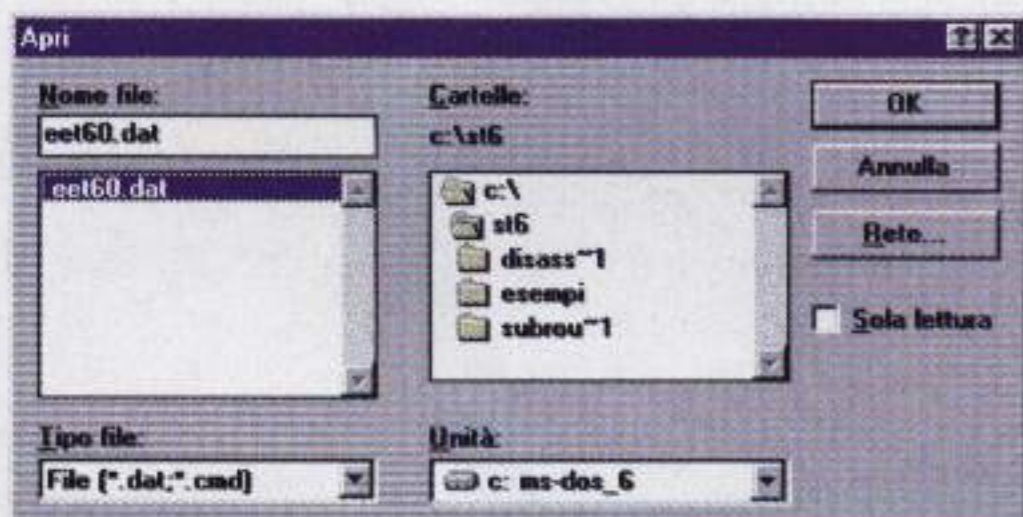 Apri
Nome file:
eet60.dat
eet60.dat
Tipo file:
File (*.dat;*.cmd)
Cartelle:
c:\st6
c:\
st6
disass~1
esempi
subrou~1
Unità:
c: ms-dos_6
OK
Annulla
Rete...
Sola lettura